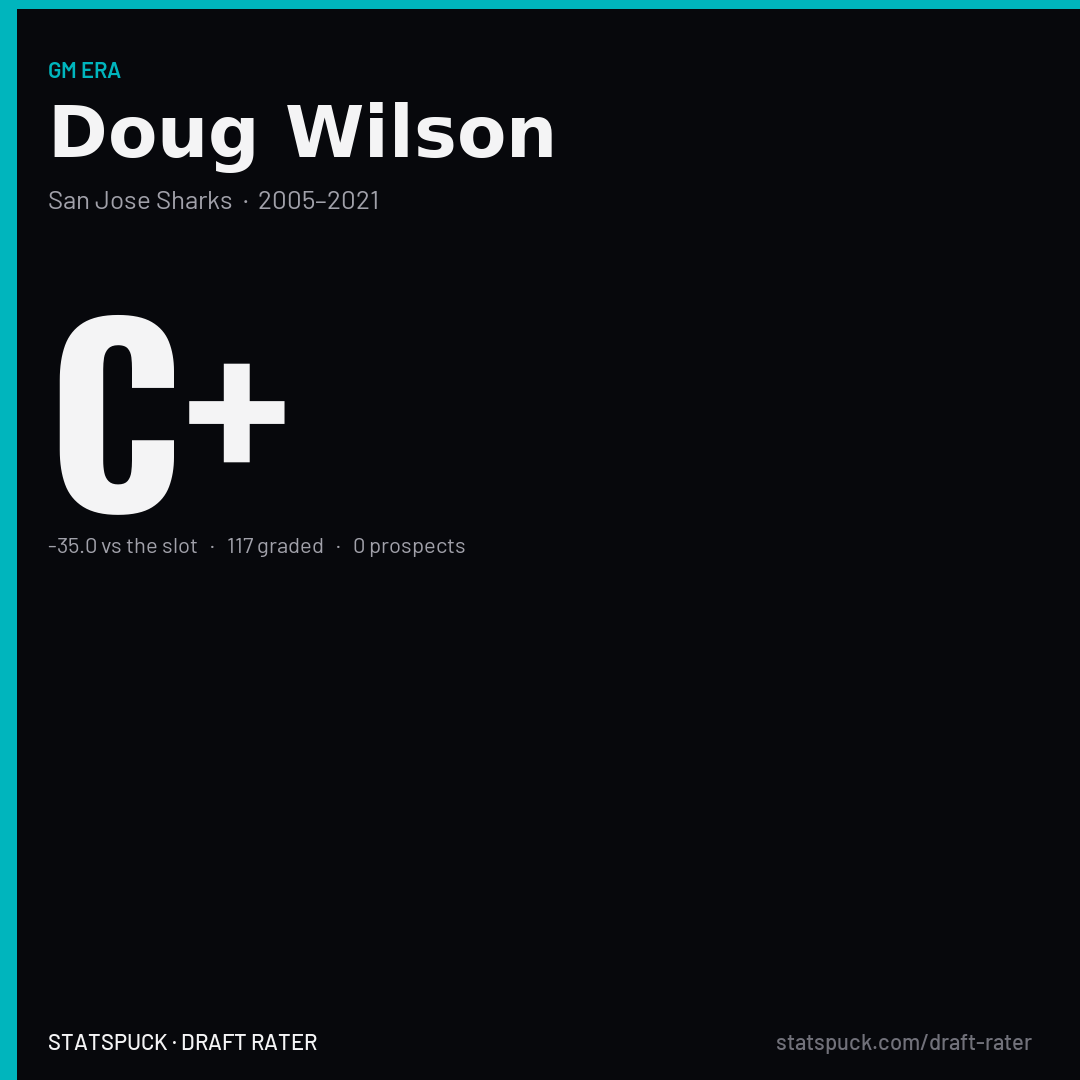 GM ERA
Doug Wilson
San Jose Sharks · 2005–2021
C+
-35.0 vs the slot · 117 graded · 0 prospects
STATSPUCK · DRAFT RATER
statspuck.com/draft-rater